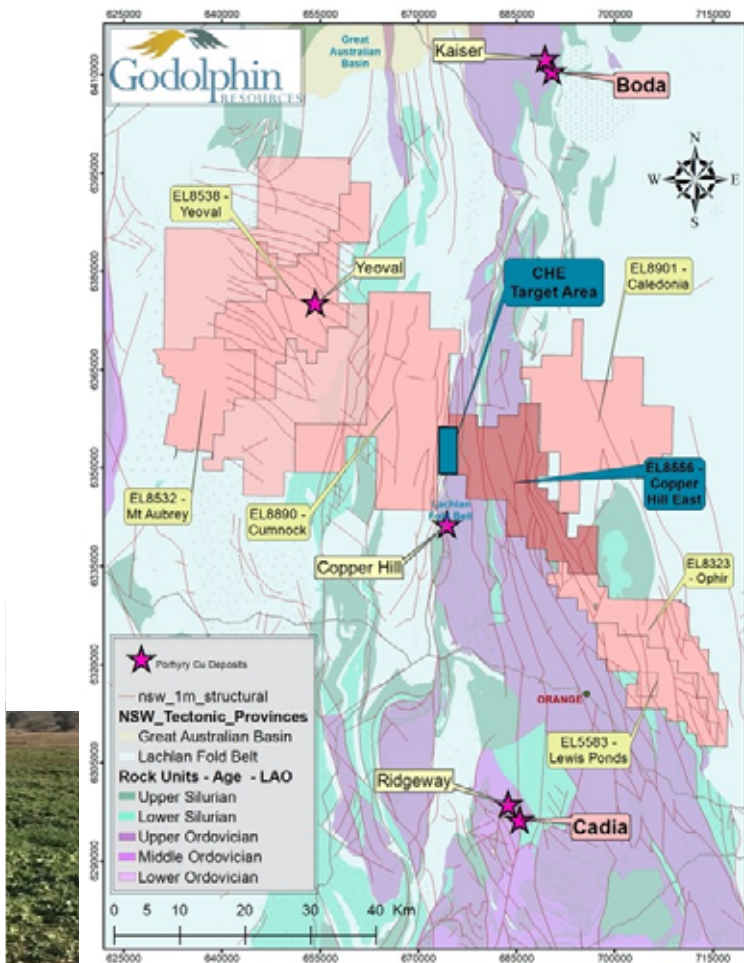 625000 640000 655000 670000 685000 700000 715000
Godolphin
RESOURCES
Great
Australian
Basin
Kaiser
Boda
N
W E
S
EL8538 -
Yeoval
Yeoval
CHE
Target Area
EL8901 -
Caledonia
EL8532 -
Mt Aubrey
EL8890 -
Cumnock
Lachlan
Fold Belt
EL8556 -
Copper
Hill East
Copper Hill
EL8323
- Ophir
ORANGE
EL5583 -
Lewis Ponds
Ridgeway
Cadia
Porhyry Cu Deposits
nsw_1m_structural
NSW_Tectonic_Provinces
Great Australian Basin
Lachlan Fold Belt
Rock Units - Age - LAO
Upper Silurian
Lower Silurian
Upper Ordovician
Middle Ordovician
Lower Ordovician
0 5 10 20 30 40 Km
6410000
6395000
6380000
6365000
6350000
6335000
6320000
6305000
6290000
625000 640000 655000 670000 685000 700000 715000